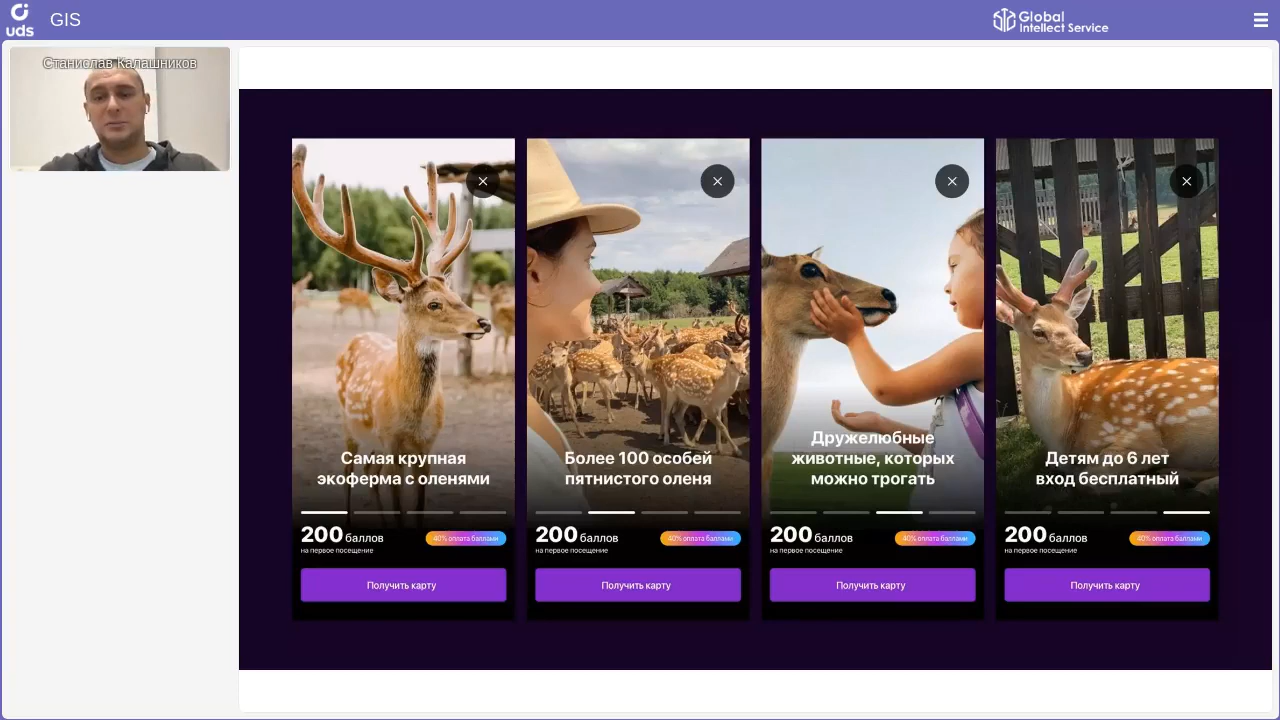 uds
GIS
Global
Intellect Service
Станислав Калашников
Самая крупная
экоферма с оленями
200 баллов
на первое посещение
40% оплата баллами
Получить карту
Более 100 особей
пятнистого оленя
200 баллов
на первое посещение
40% оплата баллами
Получить карту
Дружелюбные
животные, которых
можно трогать
200 баллов
на первое посещение
40% оплата баллами
Получить карту
Детям до 6 лет
вход бесплатный
200 баллов
на первое посещение
40% оплата баллами
Получить карту